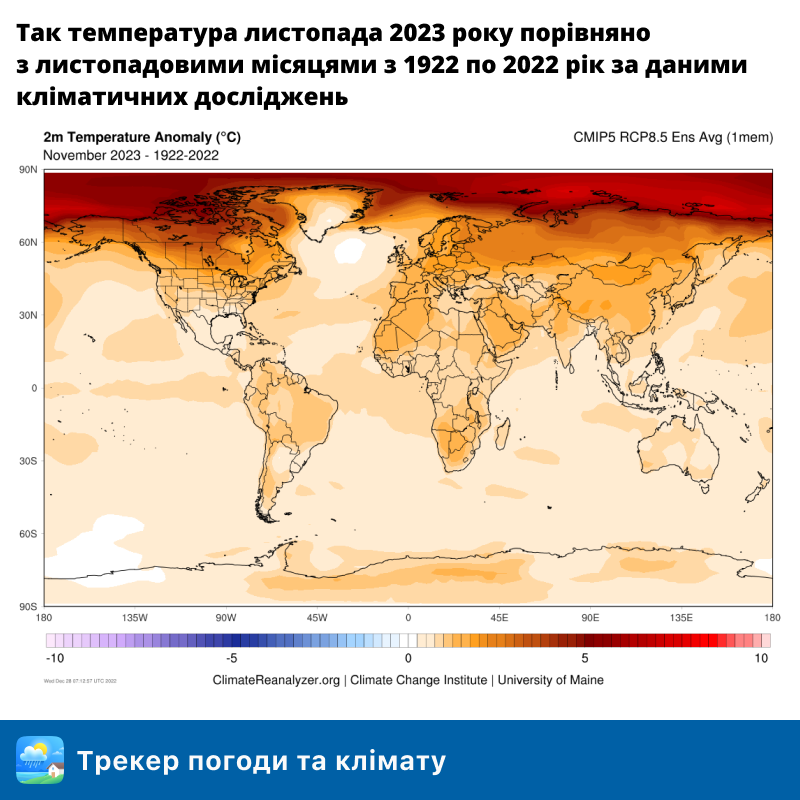 Так температура листопада 2023 року порівняно
з листопадовими місяцями з 1922 по 2022 рік за даними
кліматичних досліджень
2m Temperature Anomaly (°C)
CMIP5 RCP8.5 Ens Avg (1mem)
November 2023 - 1922-2022
90N
60N
30N
0
30S
60S
90S
180 135W 90W 45W 0 45E 90E 135E 180
-10 -5 0 5 10
Wed Dec 28 07:12:57 UTC 2022
ClimateReanalyzer.org | Climate Change Institute | University of Maine
Трекер погоди та клімату